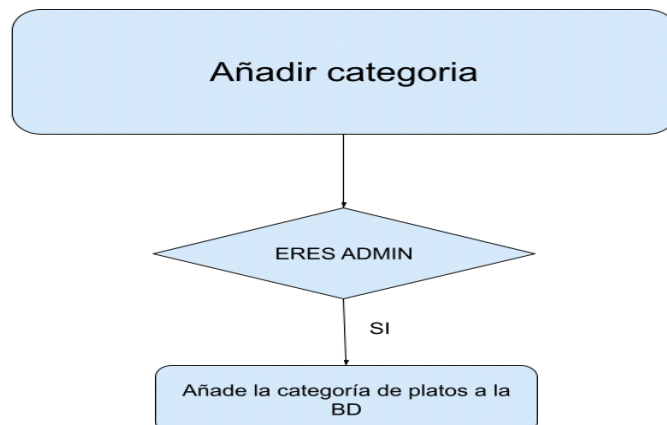 Añadir categoria
ERES ADMIN
SI
Añade la categoría de platos a la
BD